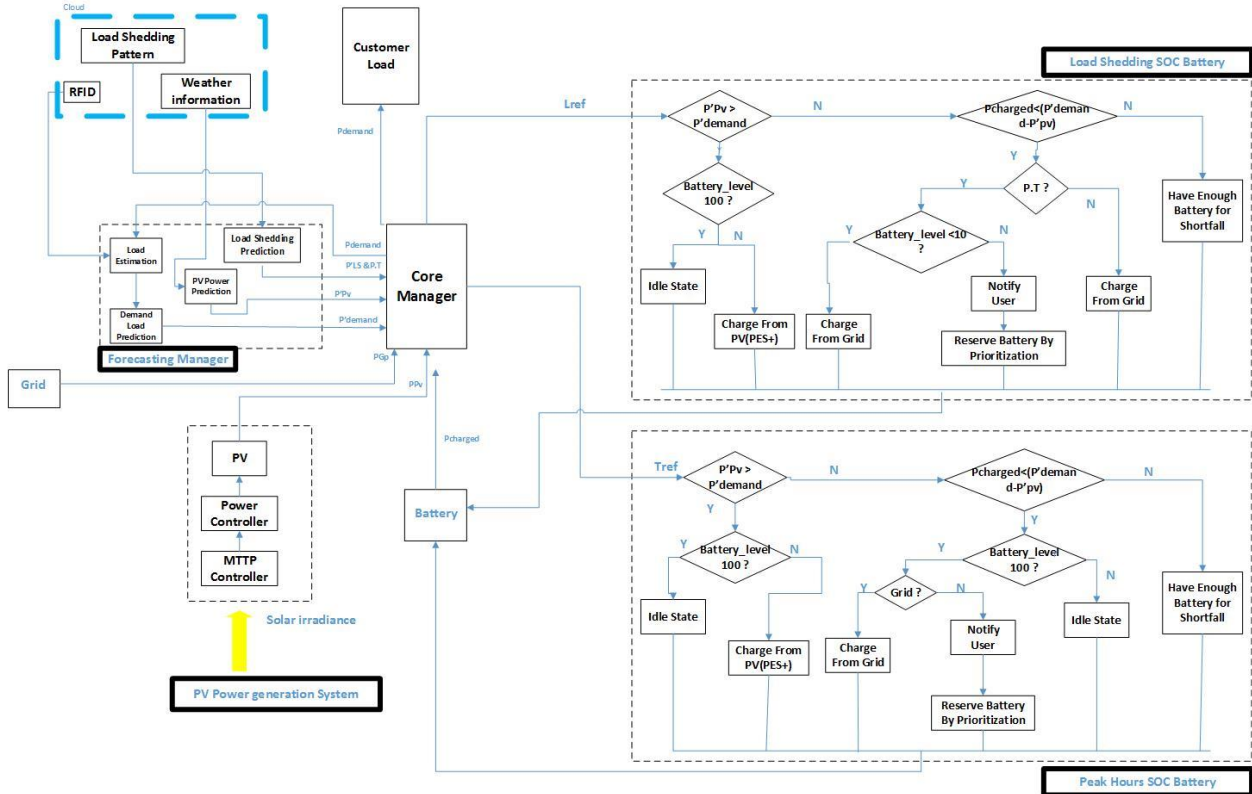 Cloud
Load Shedding
Pattern
RFID
Weather
information
Customer
Load
Pdemand
Load
Estimation
Load Shedding
Prediction
PV Power
Prediction
Demand
Load
Prediction
Forecasting Manager
Pdemand
P'LS & P.T
P'Pv
P'demand
Core
Manager
PGp
PPv
Grid
Pcharged
PV
Power
Controller
MTTP
Controller
Battery
Solar irradiance
PV Power generation System
Lref
Load Shedding SOC Battery
P'Pv >
P'demand
N
Pcharged<(P'deman
d-P'pv)
N
Y
Battery_level
100 ?
Y
P.T ?
Y
N
Have Enough
Battery for
Shortfall
Y
N
Y
Battery_level <10
?
N
Idle State
Charge From
PV(PES+)
Charge
From Grid
Notify
User
Charge
From Grid
Reserve Battery By
Prioritization
Tref
P'Pv >
P'demand
N
Pcharged<(P'deman
d-P'pv)
N
Y
Y
Battery_level
100 ?
Y
N
Y
Battery_level
100 ?
N
Grid ?
Y
N
Have Enough
Battery for
Shortfall
Idle State
Charge From
PV(PES+)
Charge
From Grid
Notify
User
Idle State
Reserve Battery
By Prioritization
Peak Hours SOC Battery